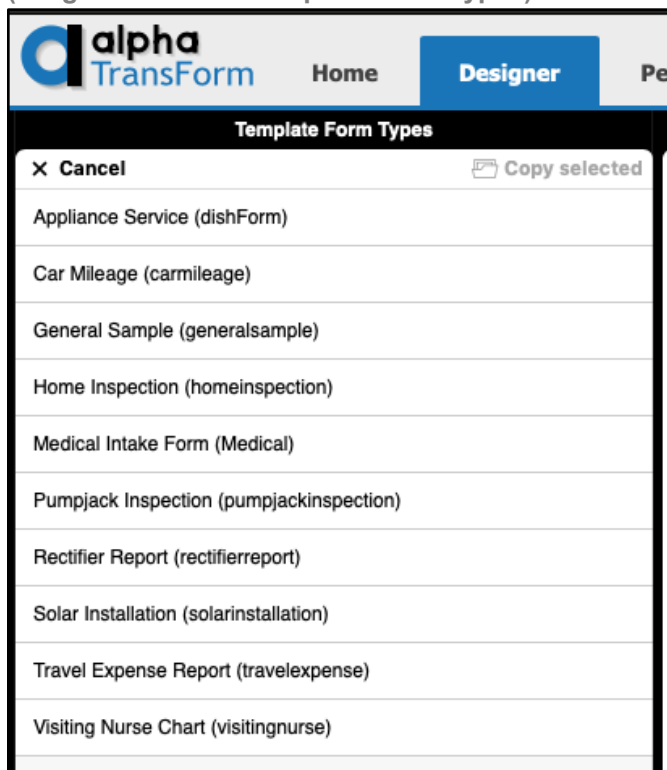 alpha
TransForm
Home
Designer
Pe
Template Form Types
X Cancel
Copy selected
Appliance Service (dishForm)
Car Mileage (carmileage)
General Sample (generalsample)
Home Inspection (homeinspection)
Medical Intake Form (Medical)
Pumpjack Inspection (pumpjackinspection)
Rectifier Report (rectifierreport)
Solar Installation (solarinstallation)
Travel Expense Report (travelexpense)
Visiting Nurse Chart (visitingnurse)